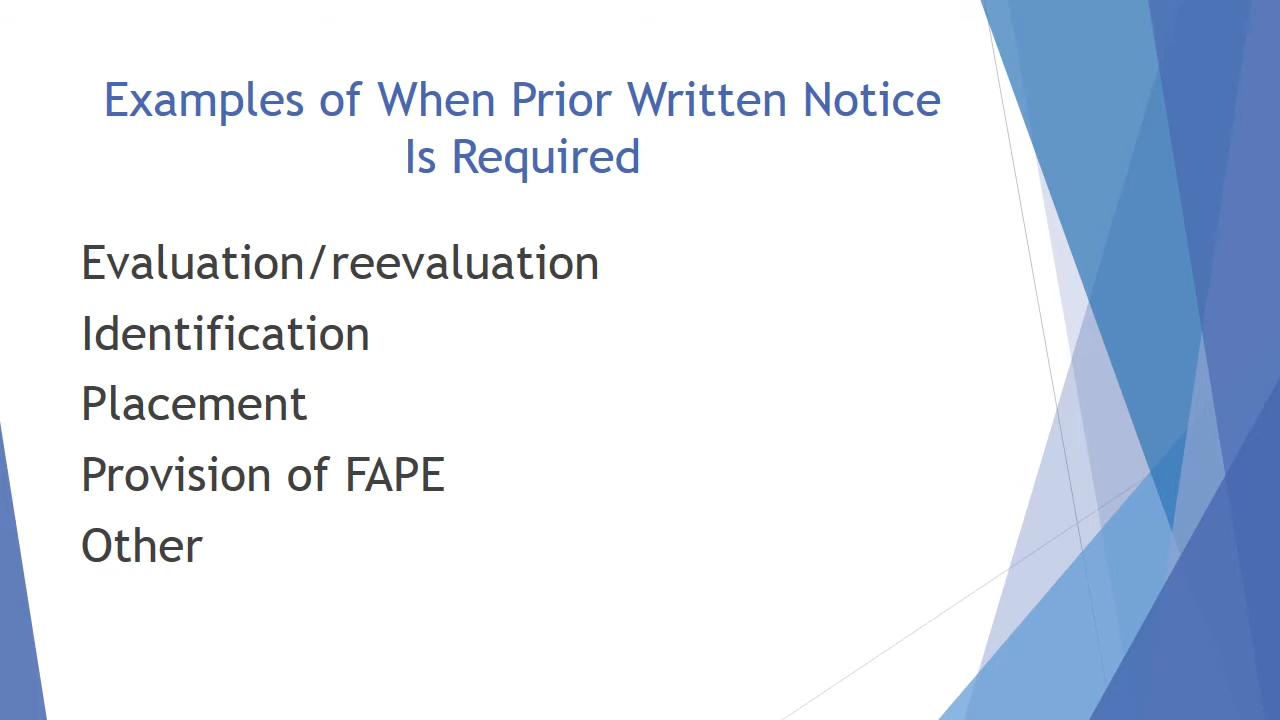 Examples of When Prior Written Notice
Is Required
Evaluation/reevaluation
Identification
Placement
Provision of FAPE
Other